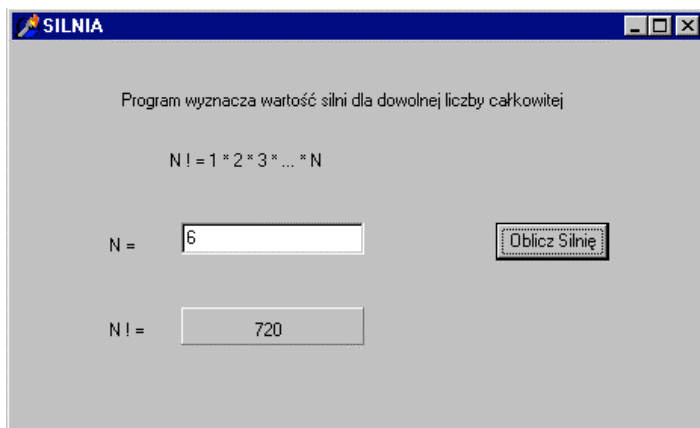 SILNIA
Program wyznacza wartość silni dla dowolnej liczby całkowitej
N ! = 1 * 2 * 3 * ... * N
N =
6
Oblicz Silnię
N ! =
720